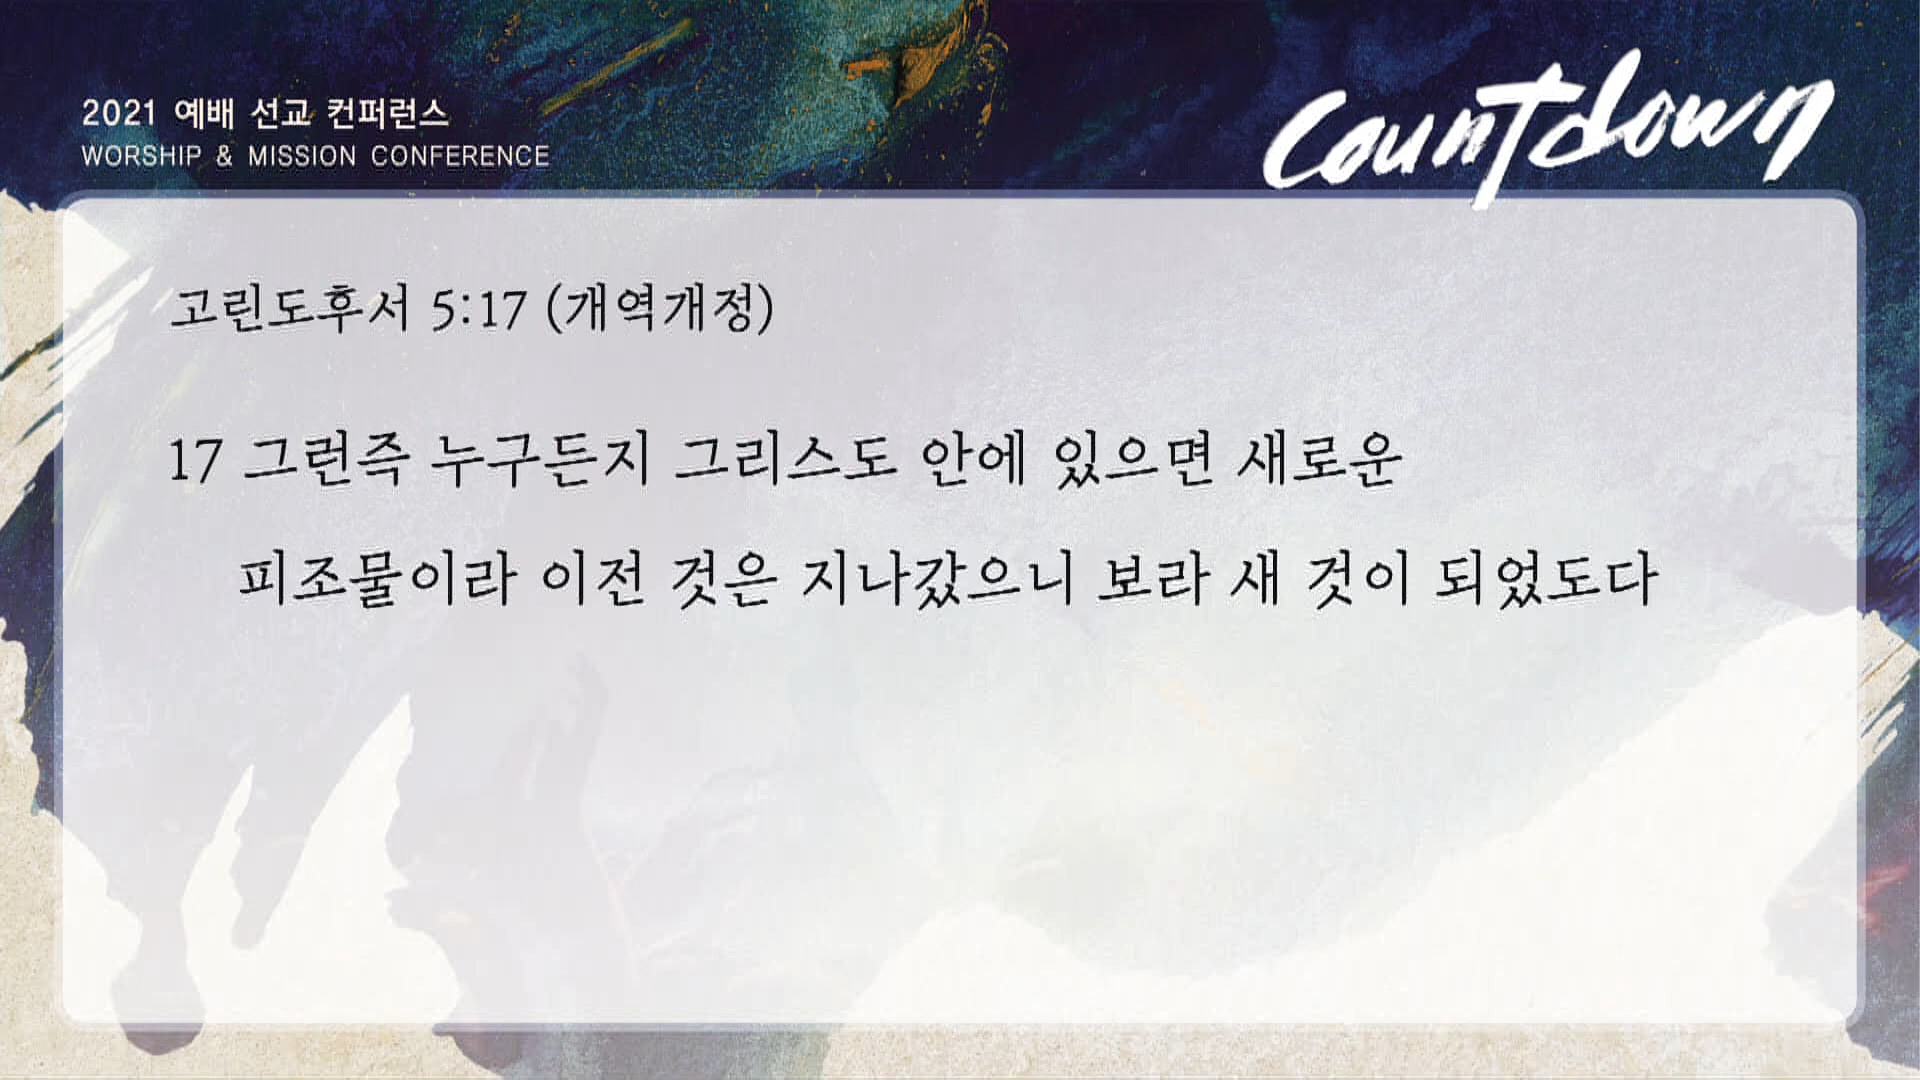 2021 예배 선교 컨퍼런스
WORSHIP & MISSION CONFERENCE
Countdown
고린도후서 5:17 (개역개정)
17 그런즉 누구든지 그리스도 안에 있으면 새로운
피조물이라 이전 것은 지나갔으니 보라 새 것이 되었도다